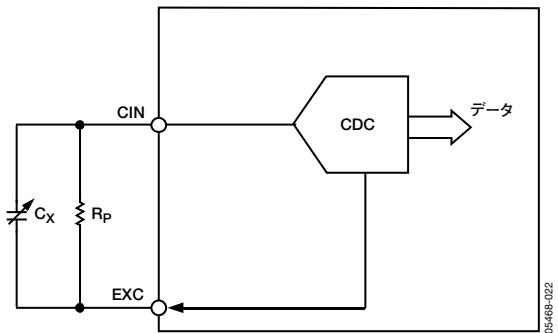 CIN
CDC
データ
CX
RP
EXC
05468-022